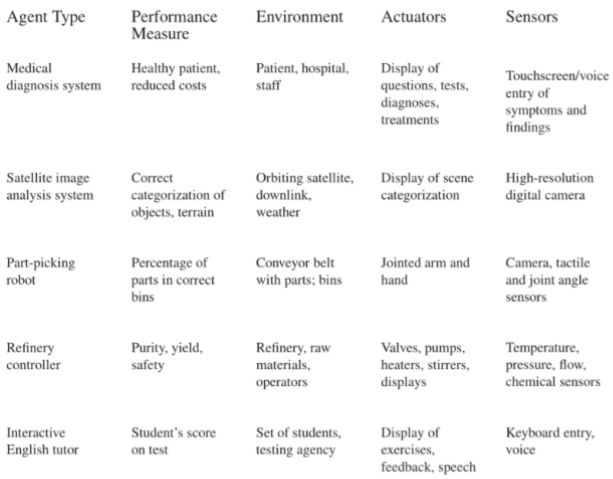 Agent Type Performance Measure Environment Actuators Sensors
Medical diagnosis system
Healthy patient, reduced costs
Patient, hospital, staff
Display of questions, tests, diagnoses, treatments
Touchscreen/voice entry of symptoms and findings
Satellite image analysis system
Correct categorization of objects, terrain
Orbiting satellite, downlink, weather
Display of scene categorization
High-resolution digital camera
Part-picking robot
Percentage of parts in correct bins
Conveyor belt with parts; bins
Jointed arm and hand
Camera, tactile and joint angle sensors
Refinery controller
Purity, yield, safety
Refinery, raw materials, operators
Valves, pumps, heaters, stirrers, displays
Temperature, pressure, flow, chemical sensors
Interactive English tutor
Student's score on test
Set of students, testing agency
Display of exercises, feedback, speech
Keyboard entry, voice